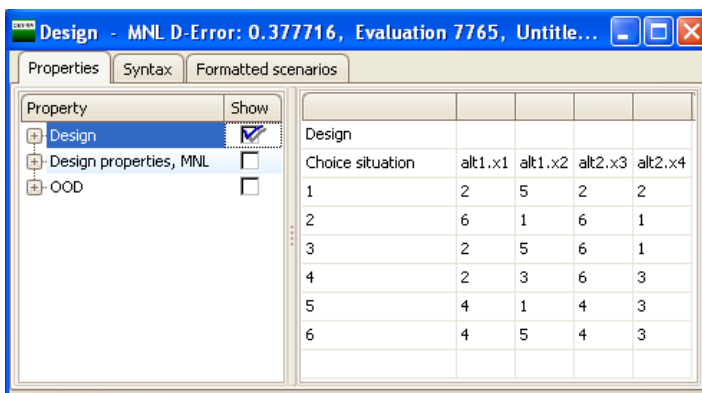 Design - MNL D-Error: 0.377716, Evaluation 7765, Untitle...
Properties Syntax Formatted scenarios
Property Show
Design
Design properties, MNL
OOD
Design
Choice situation alt1.x1 alt1.x2 alt2.x3 alt2.x4
1 2 5 2 2
2 6 1 6 1
3 2 5 6 1
4 2 3 6 3
5 4 1 4 3
6 4 5 4 3